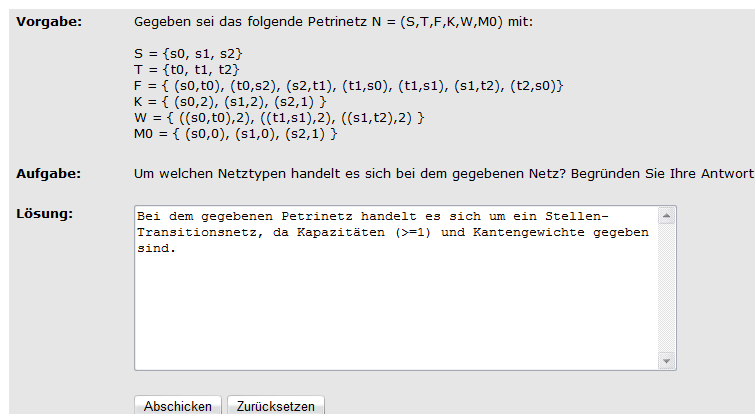 Vorgabe: Gegeben sei das folgende Petrinetz N = (S,T,F,K,W,M0) mit:
S = {s0, s1, s2}
T = {t0, t1, t2}
F = { (s0,t0), (t0,s2), (s2,t1), (t1,s0), (t1,s1), (s1,t2), (t2,s0)}
K = { (s0,2), (s1,2), (s2,1) }
W = { ((s0,t0),2), ((t1,s1),2), ((s1,t2),2) }
M0 = { (s0,0), (s1,0), (s2,1) }
Aufgabe: Um welchen Netztypen handelt es sich bei dem gegebenen Netz? Begründen Sie Ihre Antwort
Lösung: Bei dem gegebenen Petrinetz handelt es sich um ein Stellen-
Transitionsnetz, da Kapazitäten (>=1) und Kantengewichte gegeben
sind.
Abschicken Zurücksetzen